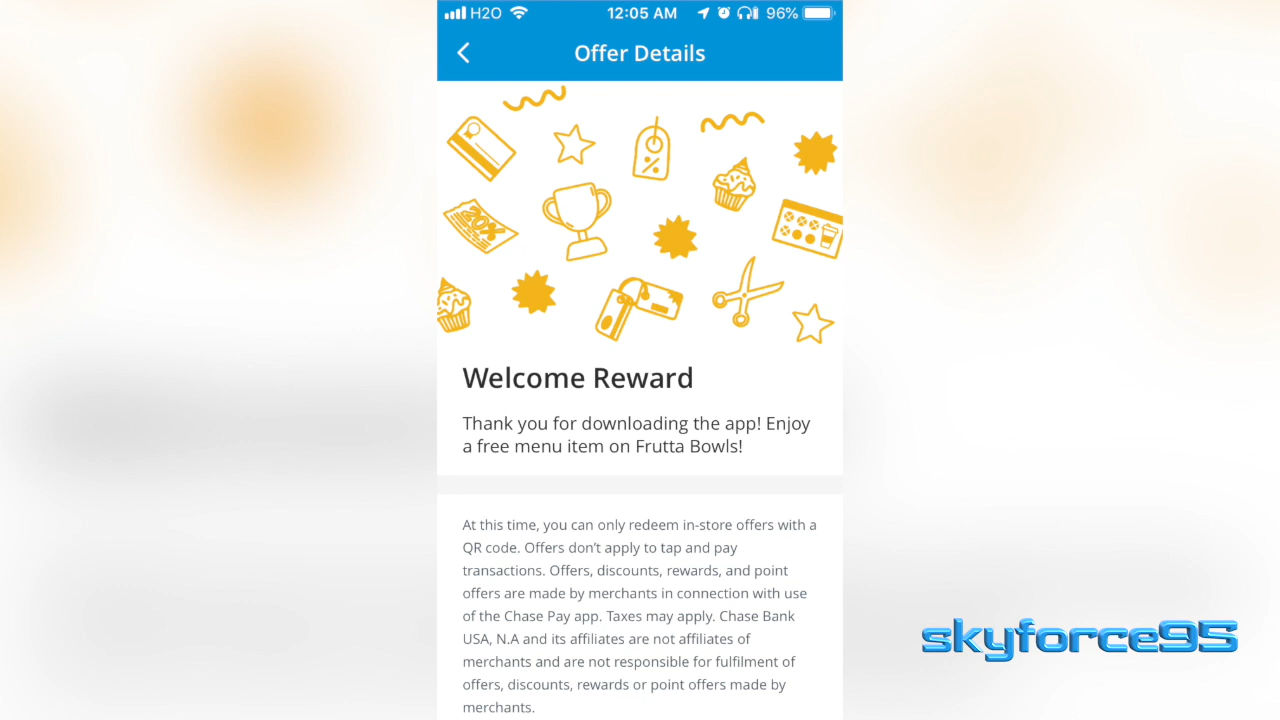 H2O 12:05 AM 96%
Offer Details
20X
Welcome Reward
Thank you for downloading the app! Enjoy
a free menu item on Frutta Bowls!
At this time, you can only redeem in-store offers with a
QR code. Offers don't apply to tap and pay
transactions. Offers, discounts, rewards, and point
offers are made by merchants in connection with use
of the Chase Pay app. Taxes may apply. Chase Bank
USA, N.A and its affiliates are not affiliates of
merchants and are not responsible for fulfilment of
offers, discounts, rewards or point offers made by
merchants.
skyforce95